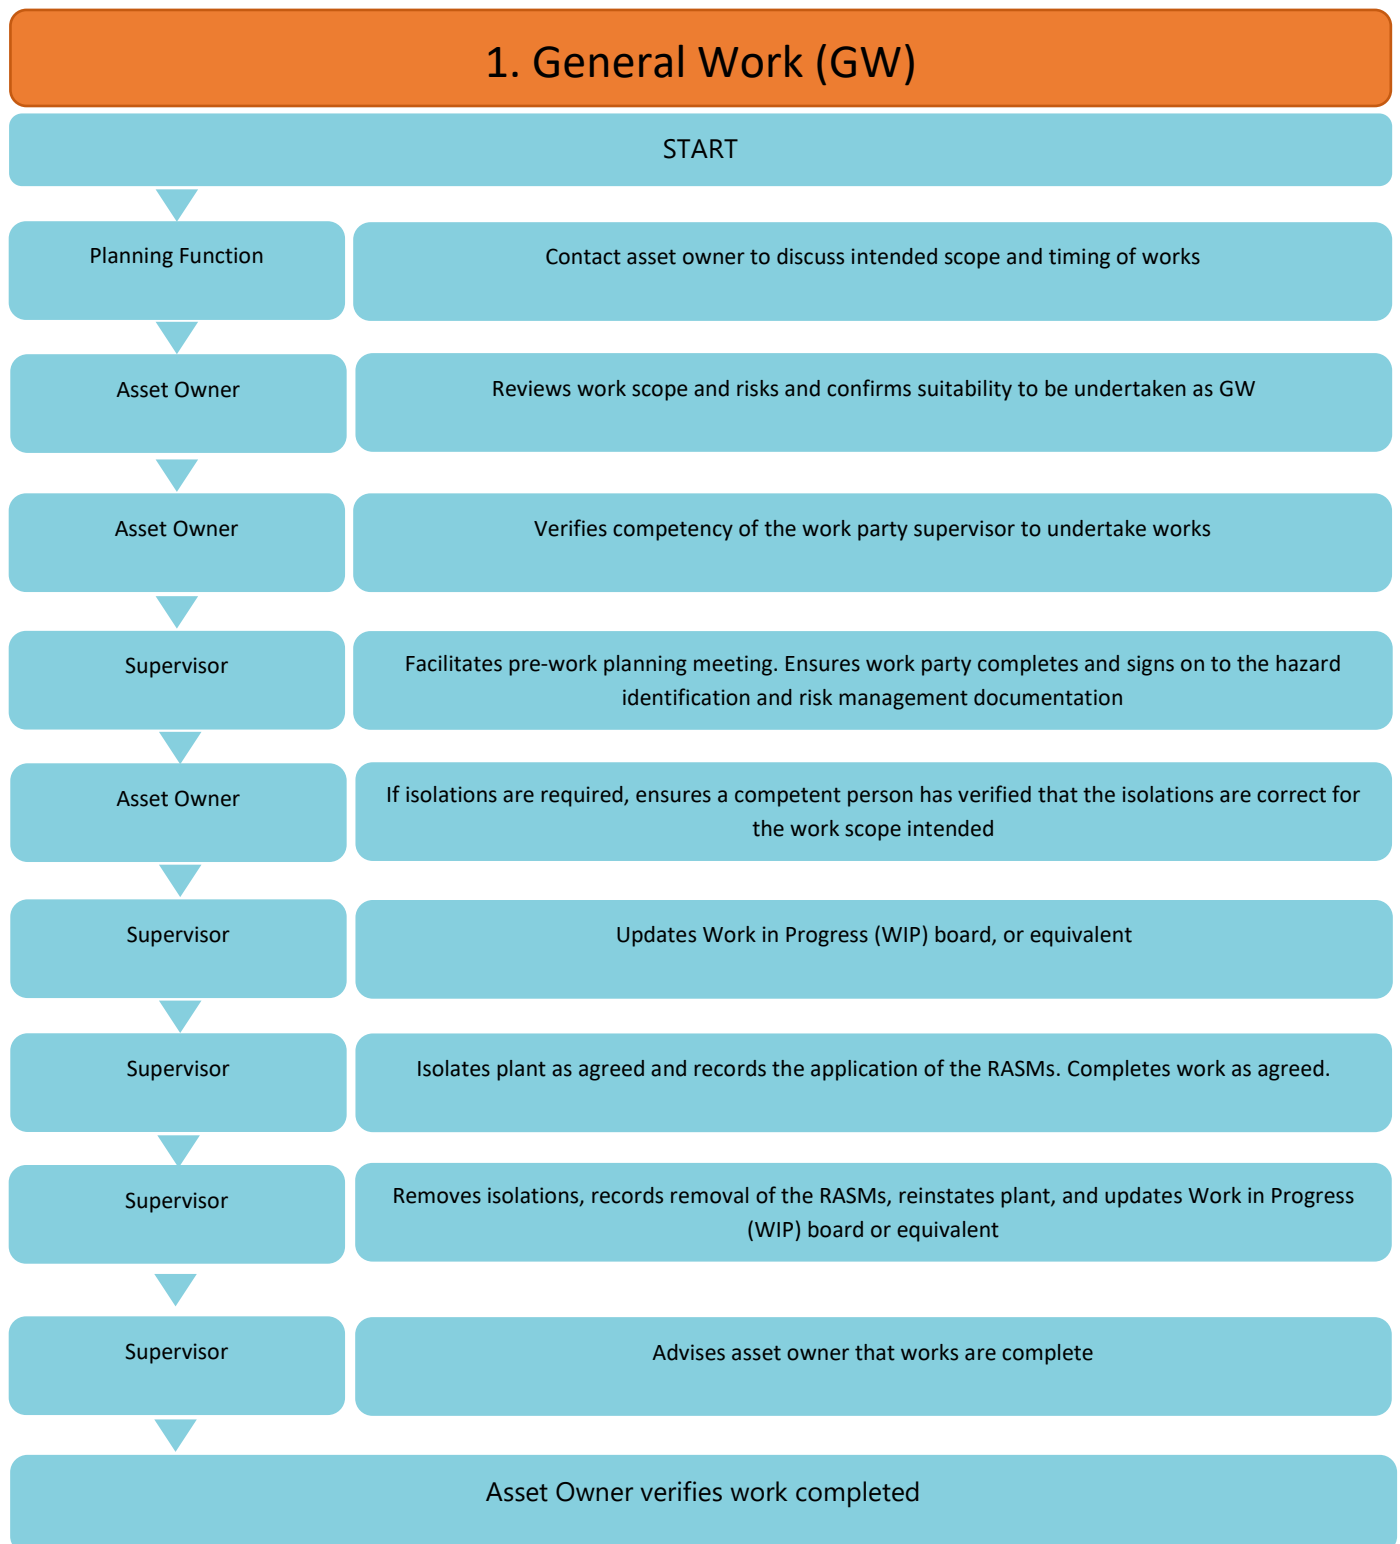 1. General Work (GW)
START
Planning Function
Contact asset owner to discuss intended scope and timing of works
Asset Owner
Reviews work scope and risks and confirms suitability to be undertaken as GW
Asset Owner
Verifies competency of the work party supervisor to undertake works
Supervisor
Facilitates pre-work planning meeting. Ensures work party completes and signs on to the hazard
identification and risk management documentation
Asset Owner
If isolations are required, ensures a competent person has verified that the isolations are correct for
the work scope intended
Supervisor
Updates Work in Progress (WIP) board, or equivalent
Supervisor
Isolates plant as agreed and records the application of the RASMs. Completes work as agreed.
Supervisor
Removes isolations, records removal of the RASMs, reinstates plant, and updates Work in Progress
(WIP) board or equivalent
Supervisor
Advises asset owner that works are complete
Asset Owner verifies work completed